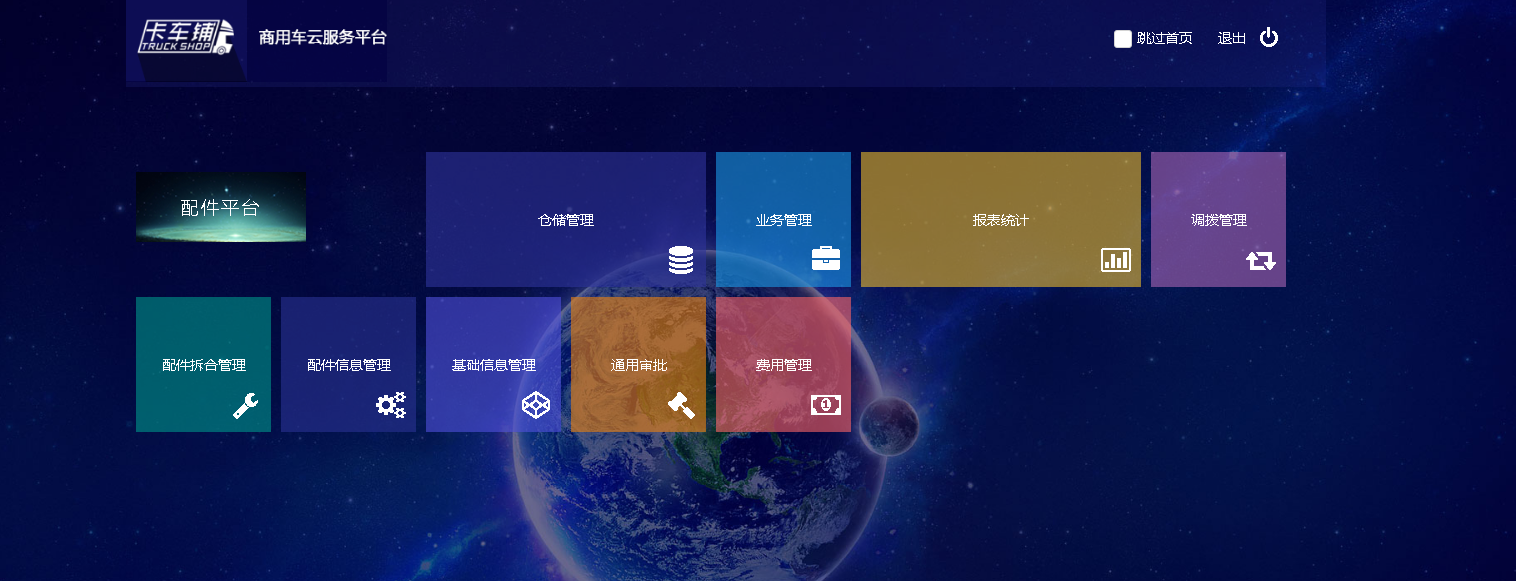 卡车铺
TRUCK SHOP
商用车云服务平台
跳过首页
退出
配件平台
仓储管理
业务管理
报表统计
调拨管理
配件拆合管理
配件信息管理
基础信息管理
通用审批
费用管理
1